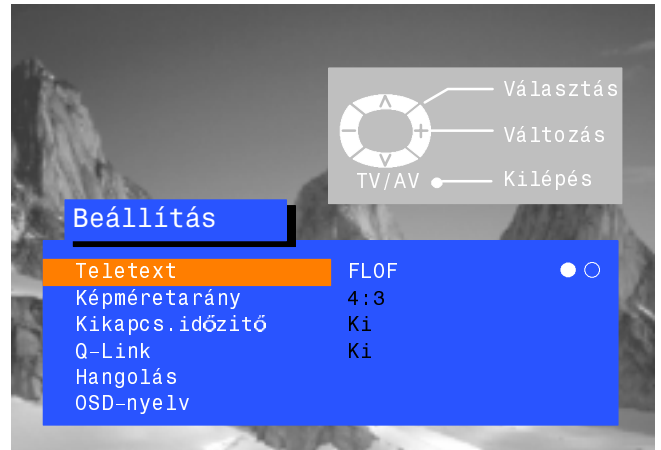 Választás
Változás
TV/AV Kilépés
Beállítás
Teletext FLOF
Képméretarány 4:3
Kikapcs.időzitő Ki
Q-Link Ki
Hangolás
OSD-nyelv